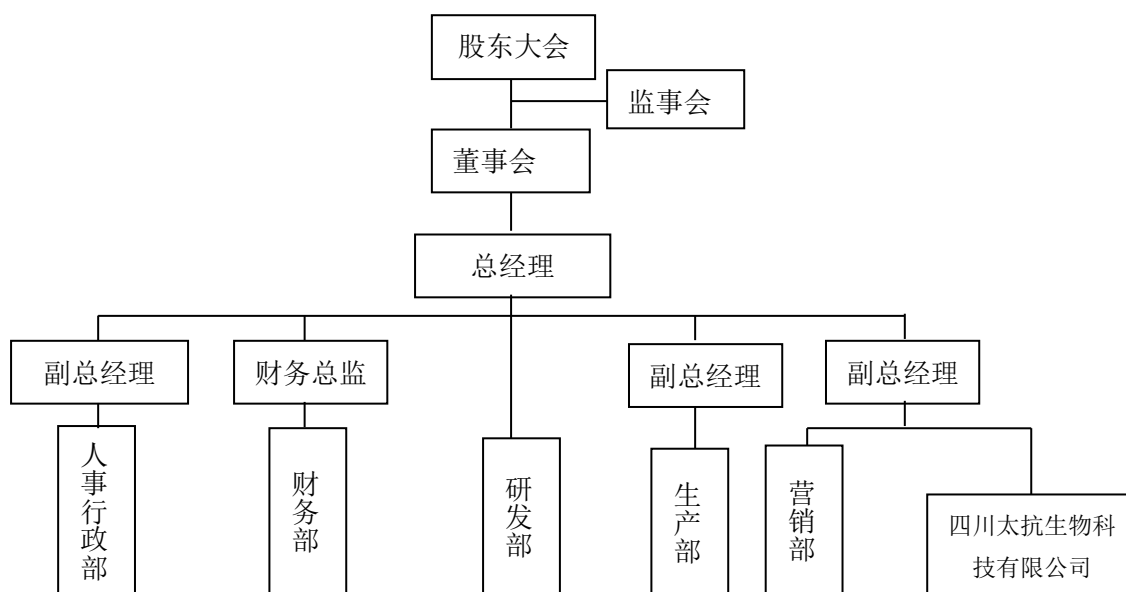 股东大会
监事会
董事会
总经理
副总经理
财务总监
副总经理
副总经理
人事行政部
财务部
研发部
生产部
营销部
四川太抗生物科
技有限公司